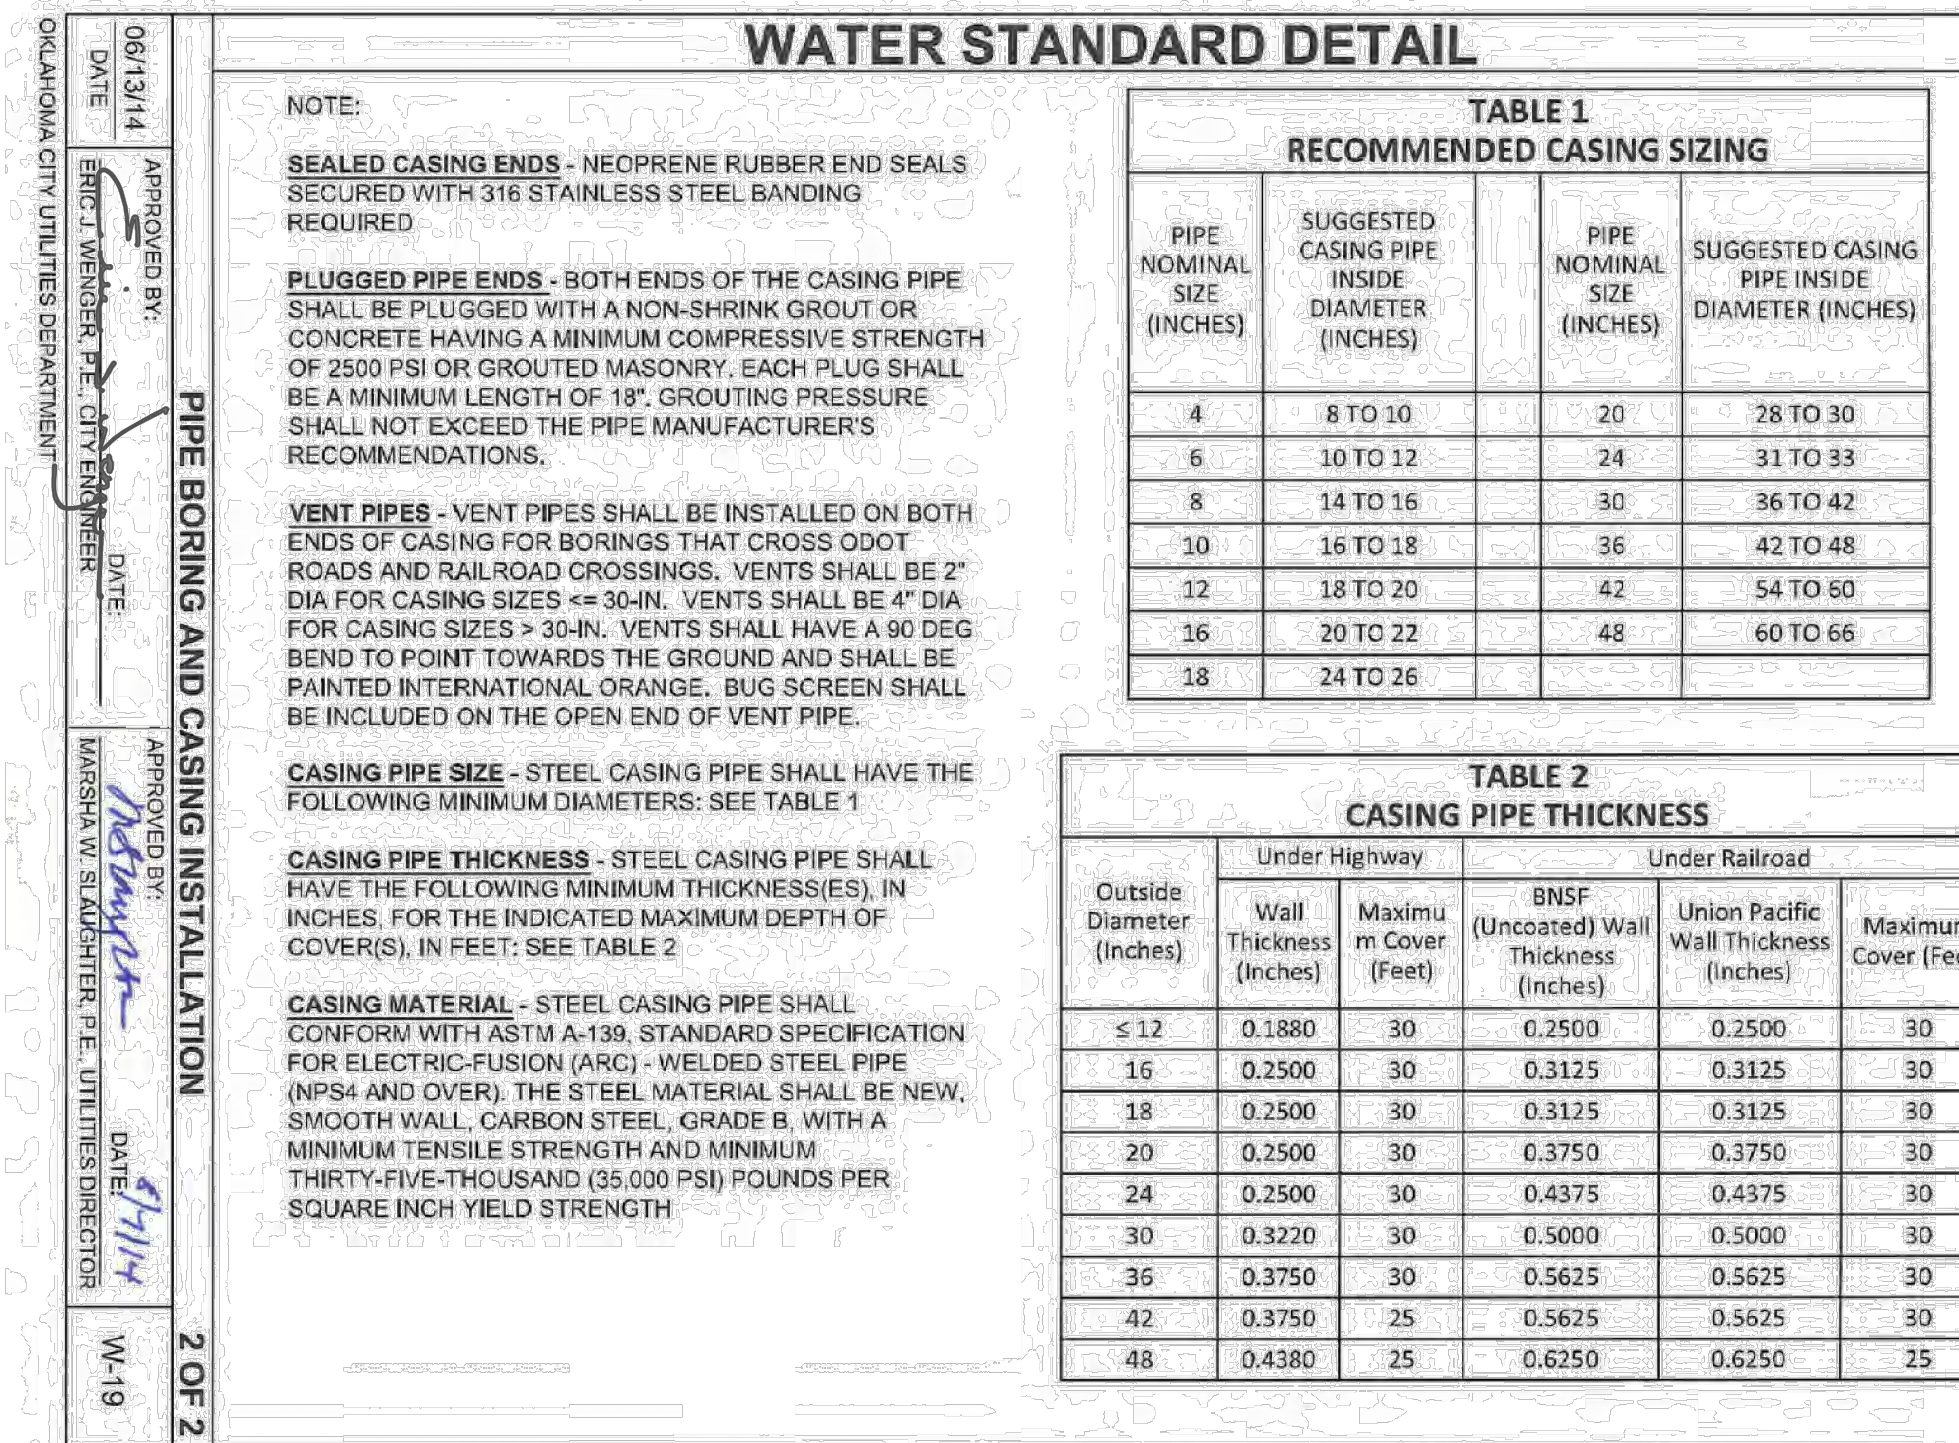 WATER STANDARD DETAIL
NOTE:
SEALED CASING ENDS - NEOPRENE RUBBER END SEALS
SECURED WITH 316 STAINLESS STEEL BANDING
REQUIRED
PLUGGED PIPE ENDS - BOTH ENDS OF THE CASING PIPE
SHALL BE PLUGGED WITH A NON-SHRINK GROUT OR
CONCRETE HAVING A MINIMUM COMPRESSIVE STRENGTH
OF 2500 PSI OR GROUTED MASONRY. EACH PLUG SHALL
BE A MINIMUM LENGTH OF 18". GROUTING PRESSURE
SHALL NOT EXCEED THE PIPE MANUFACTURER'S
RECOMMENDATIONS.
VENT PIPES - VENT PIPES SHALL BE INSTALLED ON BOTH
ENDS OF CASING FOR BORINGS THAT CROSS ODOT
ROADS AND RAILROAD CROSSINGS. VENTS SHALL BE 2"
DIA FOR CASING SIZES <= 30-IN. VENTS SHALL BE 4" DIA
FOR CASING SIZES > 30-IN. VENTS SHALL HAVE A 90 DEG
BEND TO POINT TOWARDS THE GROUND AND SHALL BE
PAINTED INTERNATIONAL ORANGE. BUG SCREEN SHALL
BE INCLUDED ON THE OPEN END OF VENT PIPE.
CASING PIPE SIZE - STEEL CASING PIPE SHALL HAVE THE
FOLLOWING MINIMUM DIAMETERS: SEE TABLE 1
CASING PIPE THICKNESS - STEEL CASING PIPE SHALL
HAVE THE FOLLOWING MINIMUM THICKNESS(ES), IN
INCHES, FOR THE INDICATED MAXIMUM DEPTH OF
COVER(S), IN FEET: SEE TABLE 2
CASING MATERIAL - STEEL CASING PIPE SHALL
CONFORM WITH ASTM A-139, STANDARD SPECIFICATION
FOR ELECTRIC-FUSION (ARC) - WELDED STEEL PIPE
(NPS4 AND OVER). THE STEEL MATERIAL SHALL BE NEW,
SMOOTH WALL, CARBON STEEL, GRADE B, WITH A
MINIMUM TENSILE STRENGTH AND MINIMUM
THIRTY-FIVE-THOUSAND (35,000 PSI) POUNDS PER
SQUARE INCH YIELD STRENGTH
TABLE 1
RECOMMENDED CASING SIZING
PIPE NOMINAL SIZE (INCHES) SUGGESTED CASING PIPE INSIDE DIAMETER (INCHES) PIPE NOMINAL SIZE (INCHES) SUGGESTED CASING PIPE INSIDE DIAMETER (INCHES)
4 8 TO 10 20 28 TO 30
6 10 TO 12 24 31 TO 33
8 14 TO 16 30 36 TO 42
10 16 TO 18 36 42 TO 48
12 18 TO 20 42 54 TO 60
16 20 TO 22 48 60 TO 66
18 24 TO 26
TABLE 2
CASING PIPE THICKNESS
Under Highway Under Railroad
Outside Diameter (Inches) Wall Thickness (Inches) Maximu m Cover (Feet) BNSF (Uncoated) Wall Thickness (Inches) Union Pacific Wall Thickness (Inches) Maximu Cover (Fee
≤ 12 0.1880 30 0.2500 0.2500 30
16 0.2500 30 0.3125 0.3125 30
18 0.2500 30 0.3125 0.3125 30
20 0.2500 30 0.3750 0.3750 30
24 0.2500 30 0.4375 0.4375 30
30 0.3220 30 0.5000 0.5000 30
36 0.3750 30 0.5625 0.5625 30
42 0.3750 25 0.5625 0.5625 30
48 0.4380 25 0.6250 0.6250 25
PIPE BORING AND CASING INSTALLATION 2 OF 2
06/13/14
DATE
APPROVED BY: DATE:
ERIC J. WENGER, P.E., CITY ENGINEER
APPROVED BY: DATE: 8/7/14
MARSHA W. SLAUGHTER, P.E., UTILITIES DIRECTOR
W-19
OKLAHOMA CITY UTILITIES DEPARTMENT